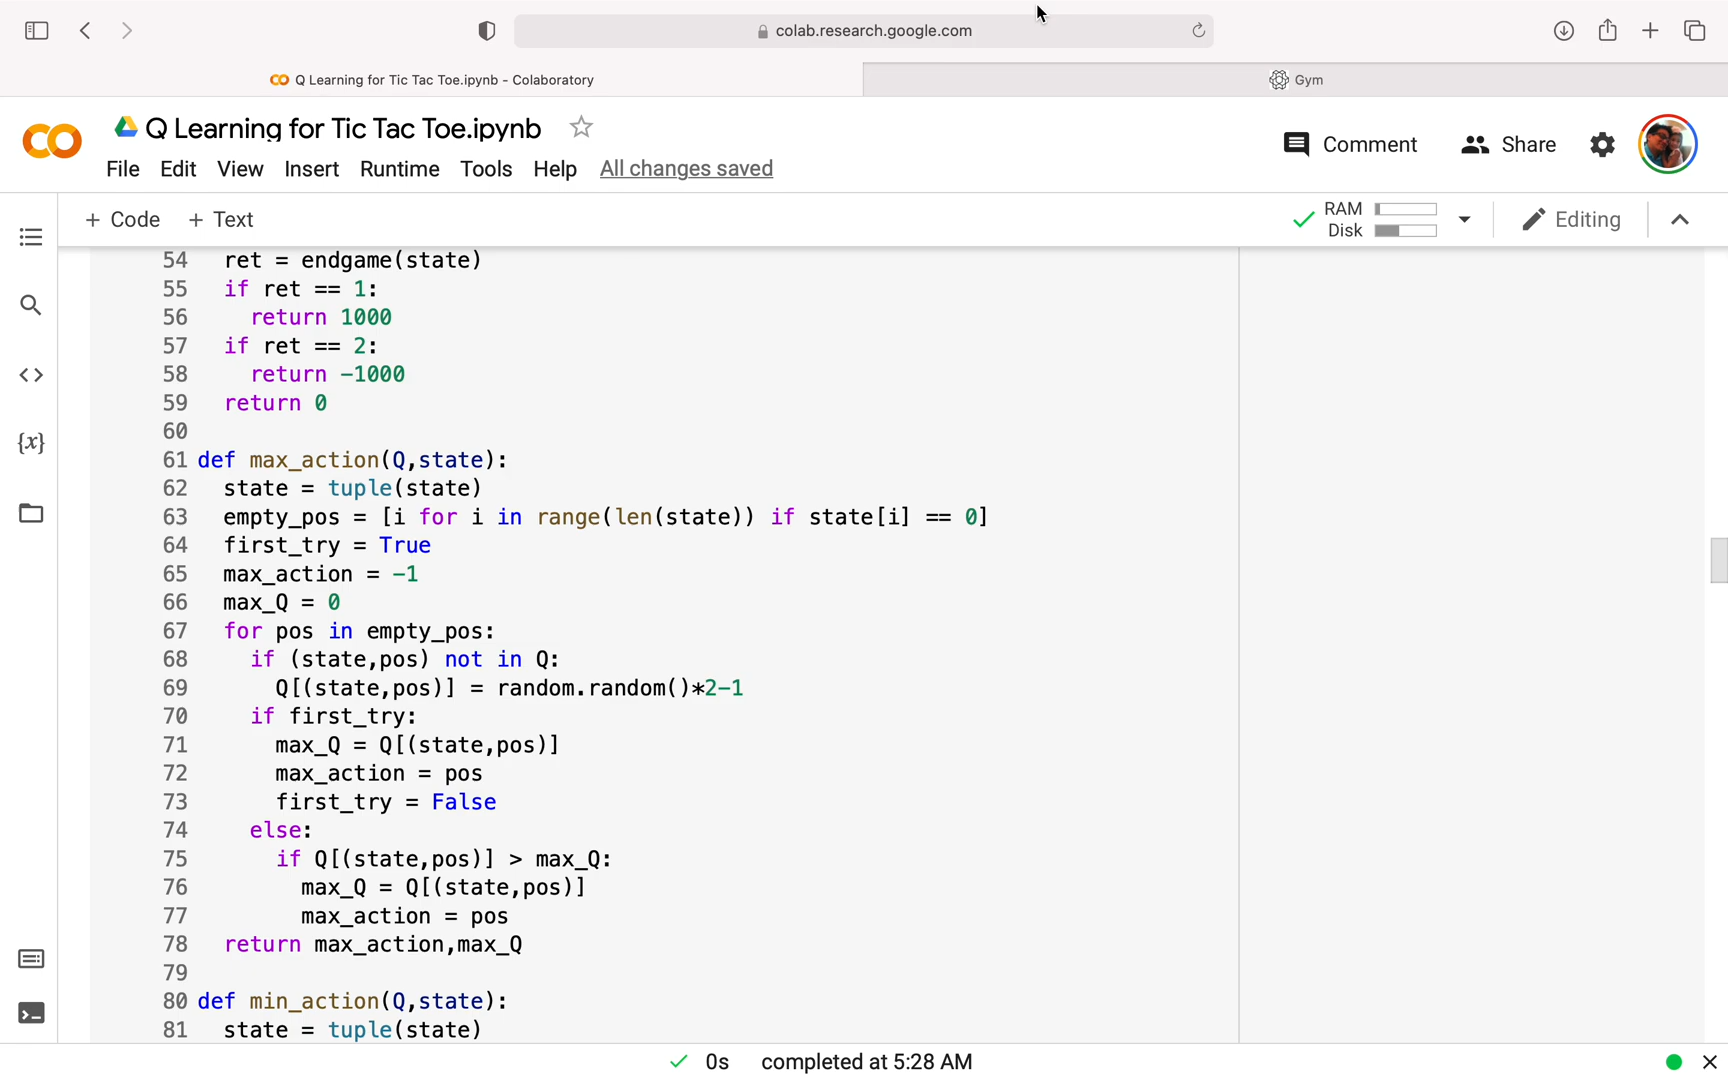 colab.research.google.com
Q Learning for Tic Tac Toe.ipynb - Colaboratory
Gym
Q Learning for Tic Tac Toe.ipynb
Comment
Share
File Edit View Insert Runtime Tools Help All changes saved
+ Code + Text
RAM
Disk
Editing
54 ret = endgame(state)
55 if ret == 1:
56 return 1000
57 if ret == 2:
58 return -1000
59 return 0
60
61 def max_action(Q,state):
62 state = tuple(state)
63 empty_pos = [i for i in range(len(state)) if state[i] == 0]
64 first_try = True
65 max_action = -1
66 max_Q = 0
67 for pos in empty_pos:
68 if (state,pos) not in Q:
69 Q[(state,pos)] = random.random()*2-1
70 if first_try:
71 max_Q = Q[(state,pos)]
72 max_action = pos
73 first_try = False
74 else:
75 if Q[(state,pos)] > max_Q:
76 max_Q = Q[(state,pos)]
77 max_action = pos
78 return max_action,max_Q
79
80 def min_action(Q,state):
81 state = tuple(state)
0s completed at 5:28 AM